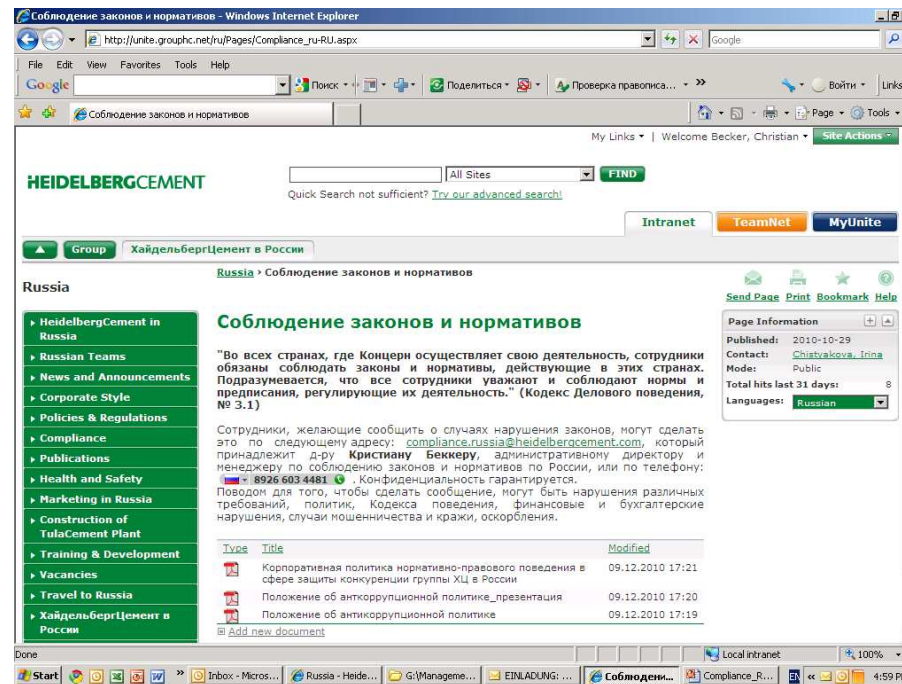 Соблюдение законов и нормативов - Windows Internet Explorer
http://unite.grouphc.net/ru/Pages/Compliance_ru-RU.aspx
Google
File Edit View Favorites Tools Help
Google
Поиск
Поделиться
Проверка правописа...
Войти
Links
Соблюдение законов и нормативов
Page Tools
My Links | Welcome Becker, Christian
Site Actions
HEIDELBERGCEMENT
All Sites
FIND
Quick Search not sufficient? Try our advanced search!
Intranet TeamNet MyUnite
Group ХайдельбергЦемент в России
Russia › Соблюдение законов и нормативов
Send Page Print Bookmark Help
Russia
HeidelbergCement in
Russia
Russian Teams
News and Announcements
Corporate Style
Policies & Regulations
Compliance
Publications
Health and Safety
Marketing in Russia
Construction of
TulaCement Plant
Training & Development
Vacancies
Travel to Russia
ХайдельбергЦемент в
России
Соблюдение законов и нормативов
"Во всех странах, где Концерн осуществляет свою деятельность, сотрудники
обязаны соблюдать законы и нормативы, действующие в этих странах.
Подразумевается, что все сотрудники уважают и соблюдают нормы и
предписания, регулирующие их деятельность." (Кодекс Делового поведения,
№ 3.1)
Сотрудники, желающие сообщить о случаях нарушения законов, могут сделать
это по следующему адресу: compliance.russia@heidelbergcement.com, который
принадлежит д-ру Кристиану Беккеру, административному директору и
менеджеру по соблюдению законов и нормативов по России, или по телефону:
8926 603 4481 . Конфиденциальность гарантируется.
Поводом для того, чтобы сделать сообщение, могут быть нарушения различных
требований, политик, Кодекса поведения, финансовые и бухгалтерские
нарушения, случаи мошенничества и кражи, оскорбления.
Type Title Modified
Корпоративная политика нормативно-правового поведения в
сфере защиты конкуренции группы ХЦ в России
09.12.2010 17:21
Положение об анткоррупционной политике_презентация 09.12.2010 17:20
Положение об антикоррупционной политике 09.12.2010 17:19
Add new document
Page Information
Published: 2010-10-29
Contact: Chistyakova, Irina
Mode: Public
Total hits last 31 days: 8
Languages: Russian
Done
Local intranet
100%
Start
Inbox - Micros...
Russia - Heide...
G:\Manageme...
EINLADUNG: ...
Соблюдени...
Compliance_R...
EN
4:59 P